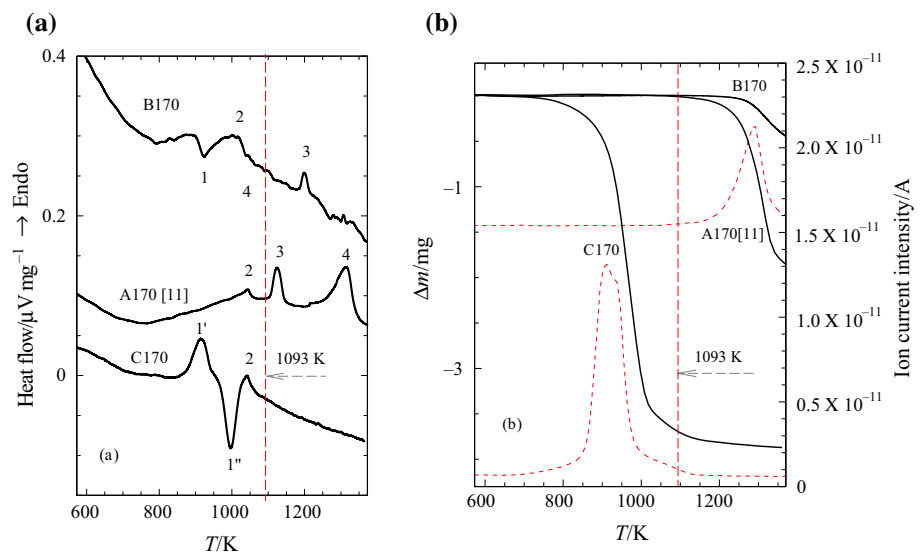 (a)
Heat flow/μV mg⁻¹ → Endo
0.4
0.2
0
B170
2
3
1
4
A170 [11]
2
3
4
C170
1'
2
1"
1093 K
(a)
600 800 1000 1200
T/K
(b)
Δm/mg
−1
−3
B170
A170[11]
C170
1093 K
(b)
600 800 1000 1200
T/K
2.5 X 10⁻¹¹
2.0 X 10⁻¹¹
1.5 X 10⁻¹¹
1.0 X 10⁻¹¹
0.5 X 10⁻¹¹
0
Ion current intensity/A